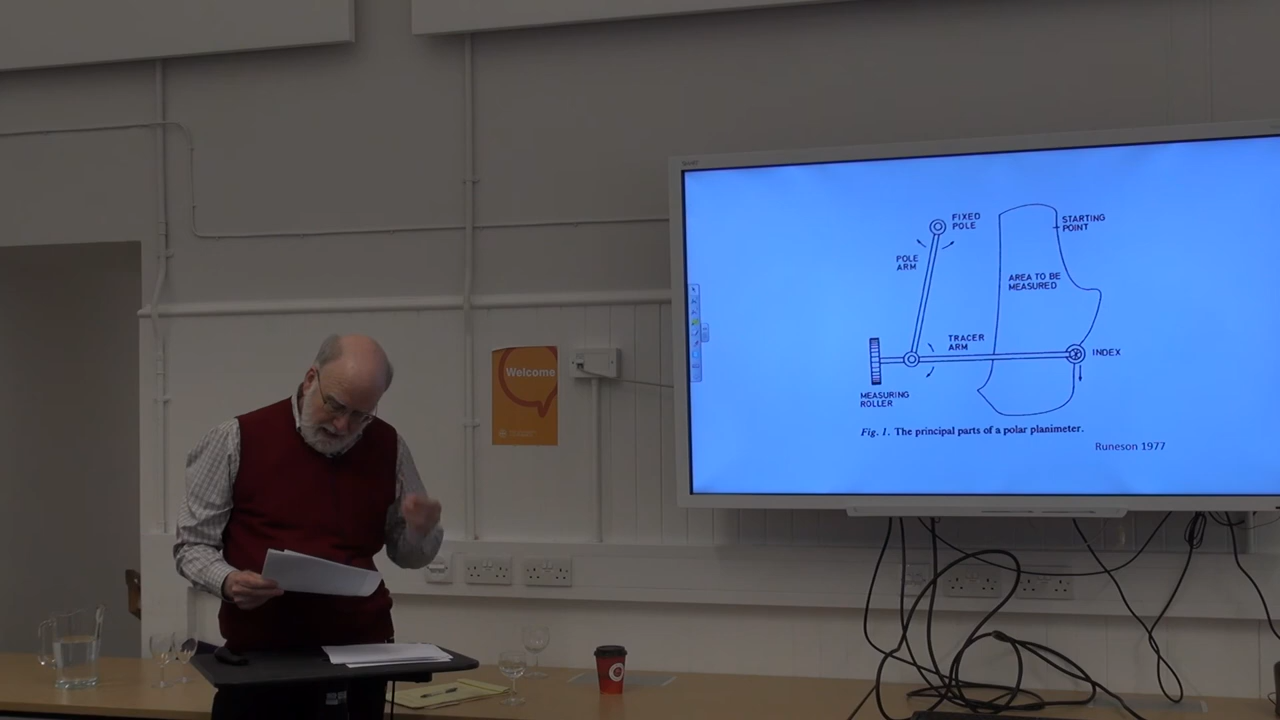 Welcome
FIXED
POLE
STARTING
POINT
POLE
ARM
AREA TO BE
MEASURED
TRACER
ARM
INDEX
MEASURING
ROLLER
Fig. 1. The principal parts of a polar planimeter.
Runeson 1977